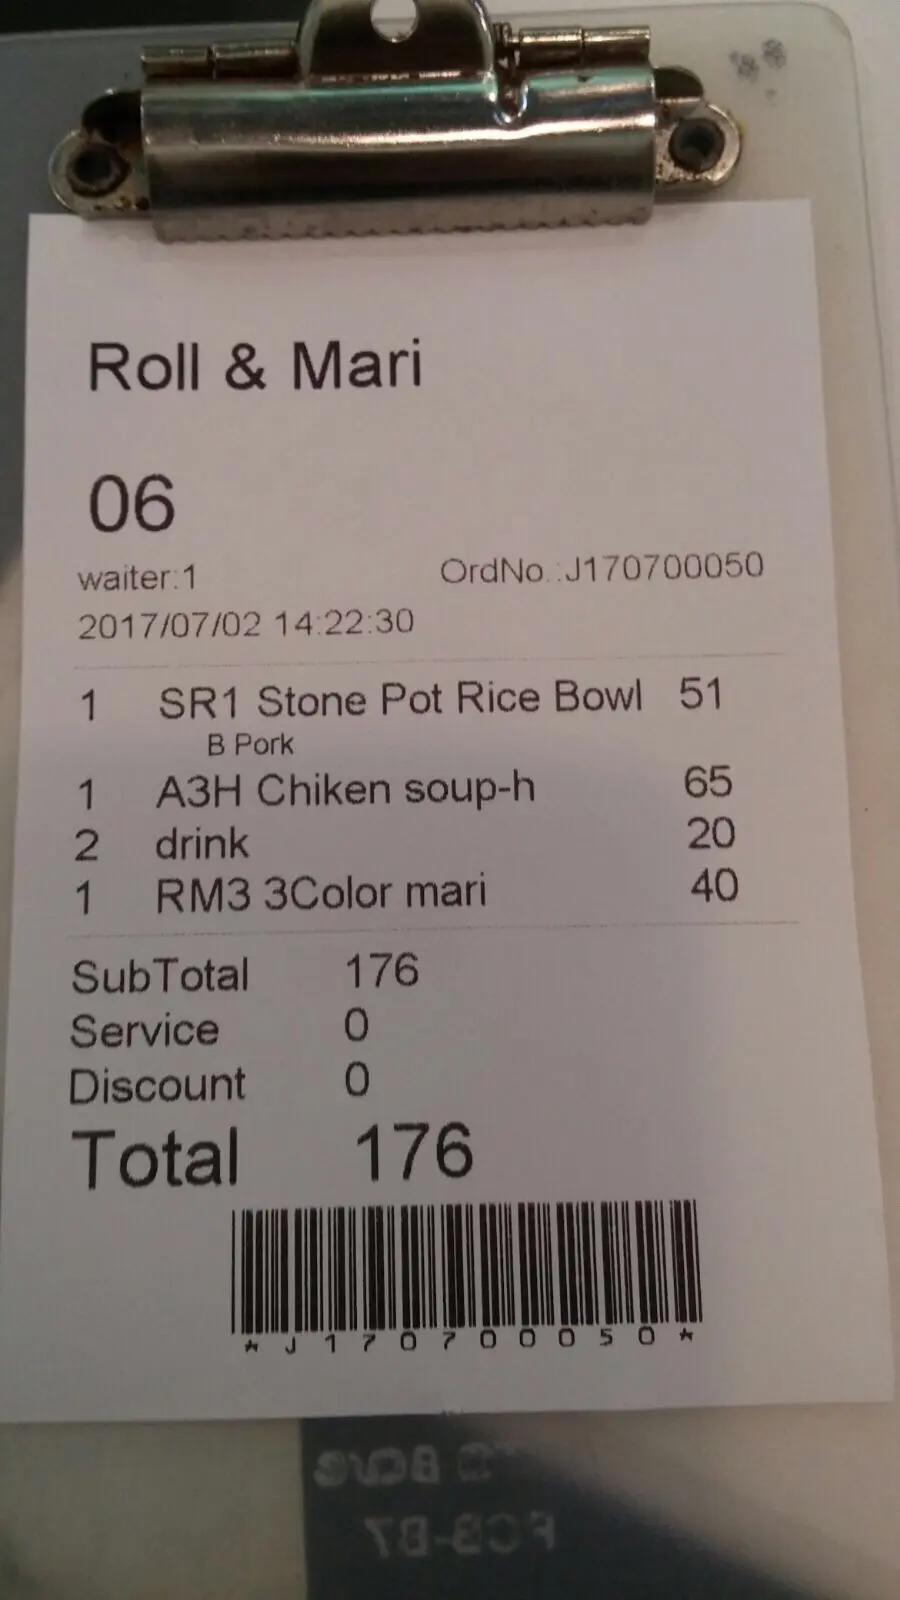 Roll & Mari
06
waiter:1 OrdNo.:J170700050
2017/07/02 14:22:30
1 SR1 Stone Pot Rice Bowl 51
B Pork
1 A3H Chiken soup-h 65
2 drink 20
1 RM3 3Color mari 40
SubTotal 176
Service 0
Discount 0
Total 176
*J170700050*
FCB-B7